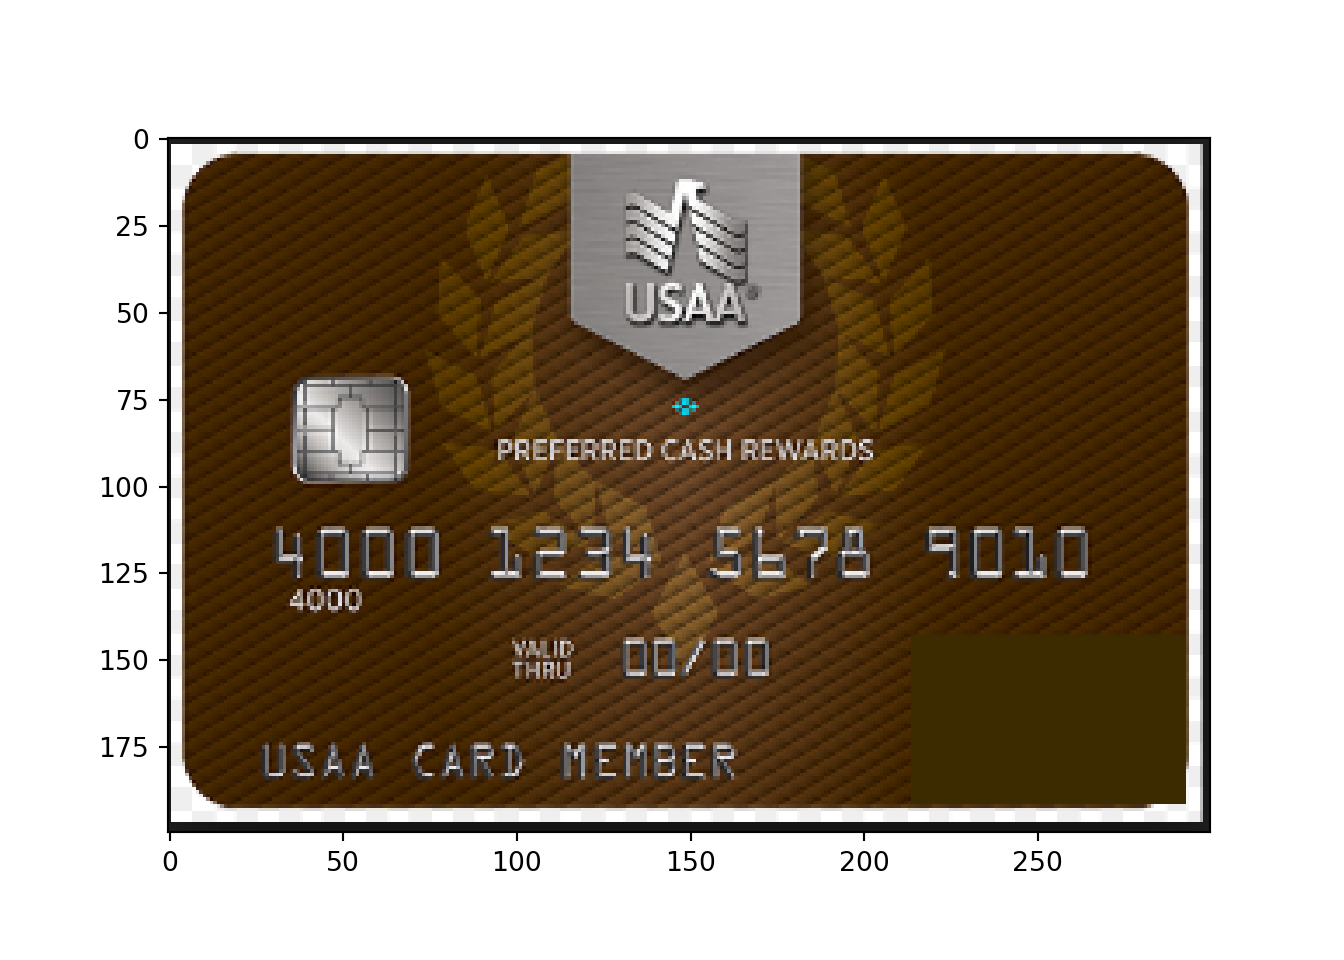 USAA®
PREFERRED CASH REWARDS
4000 1234 5678 9010
4000
VALID THRU 00/00
USAA CARD MEMBER
0
25
50
75
100
125
150
175
0 50 100 150 200 250